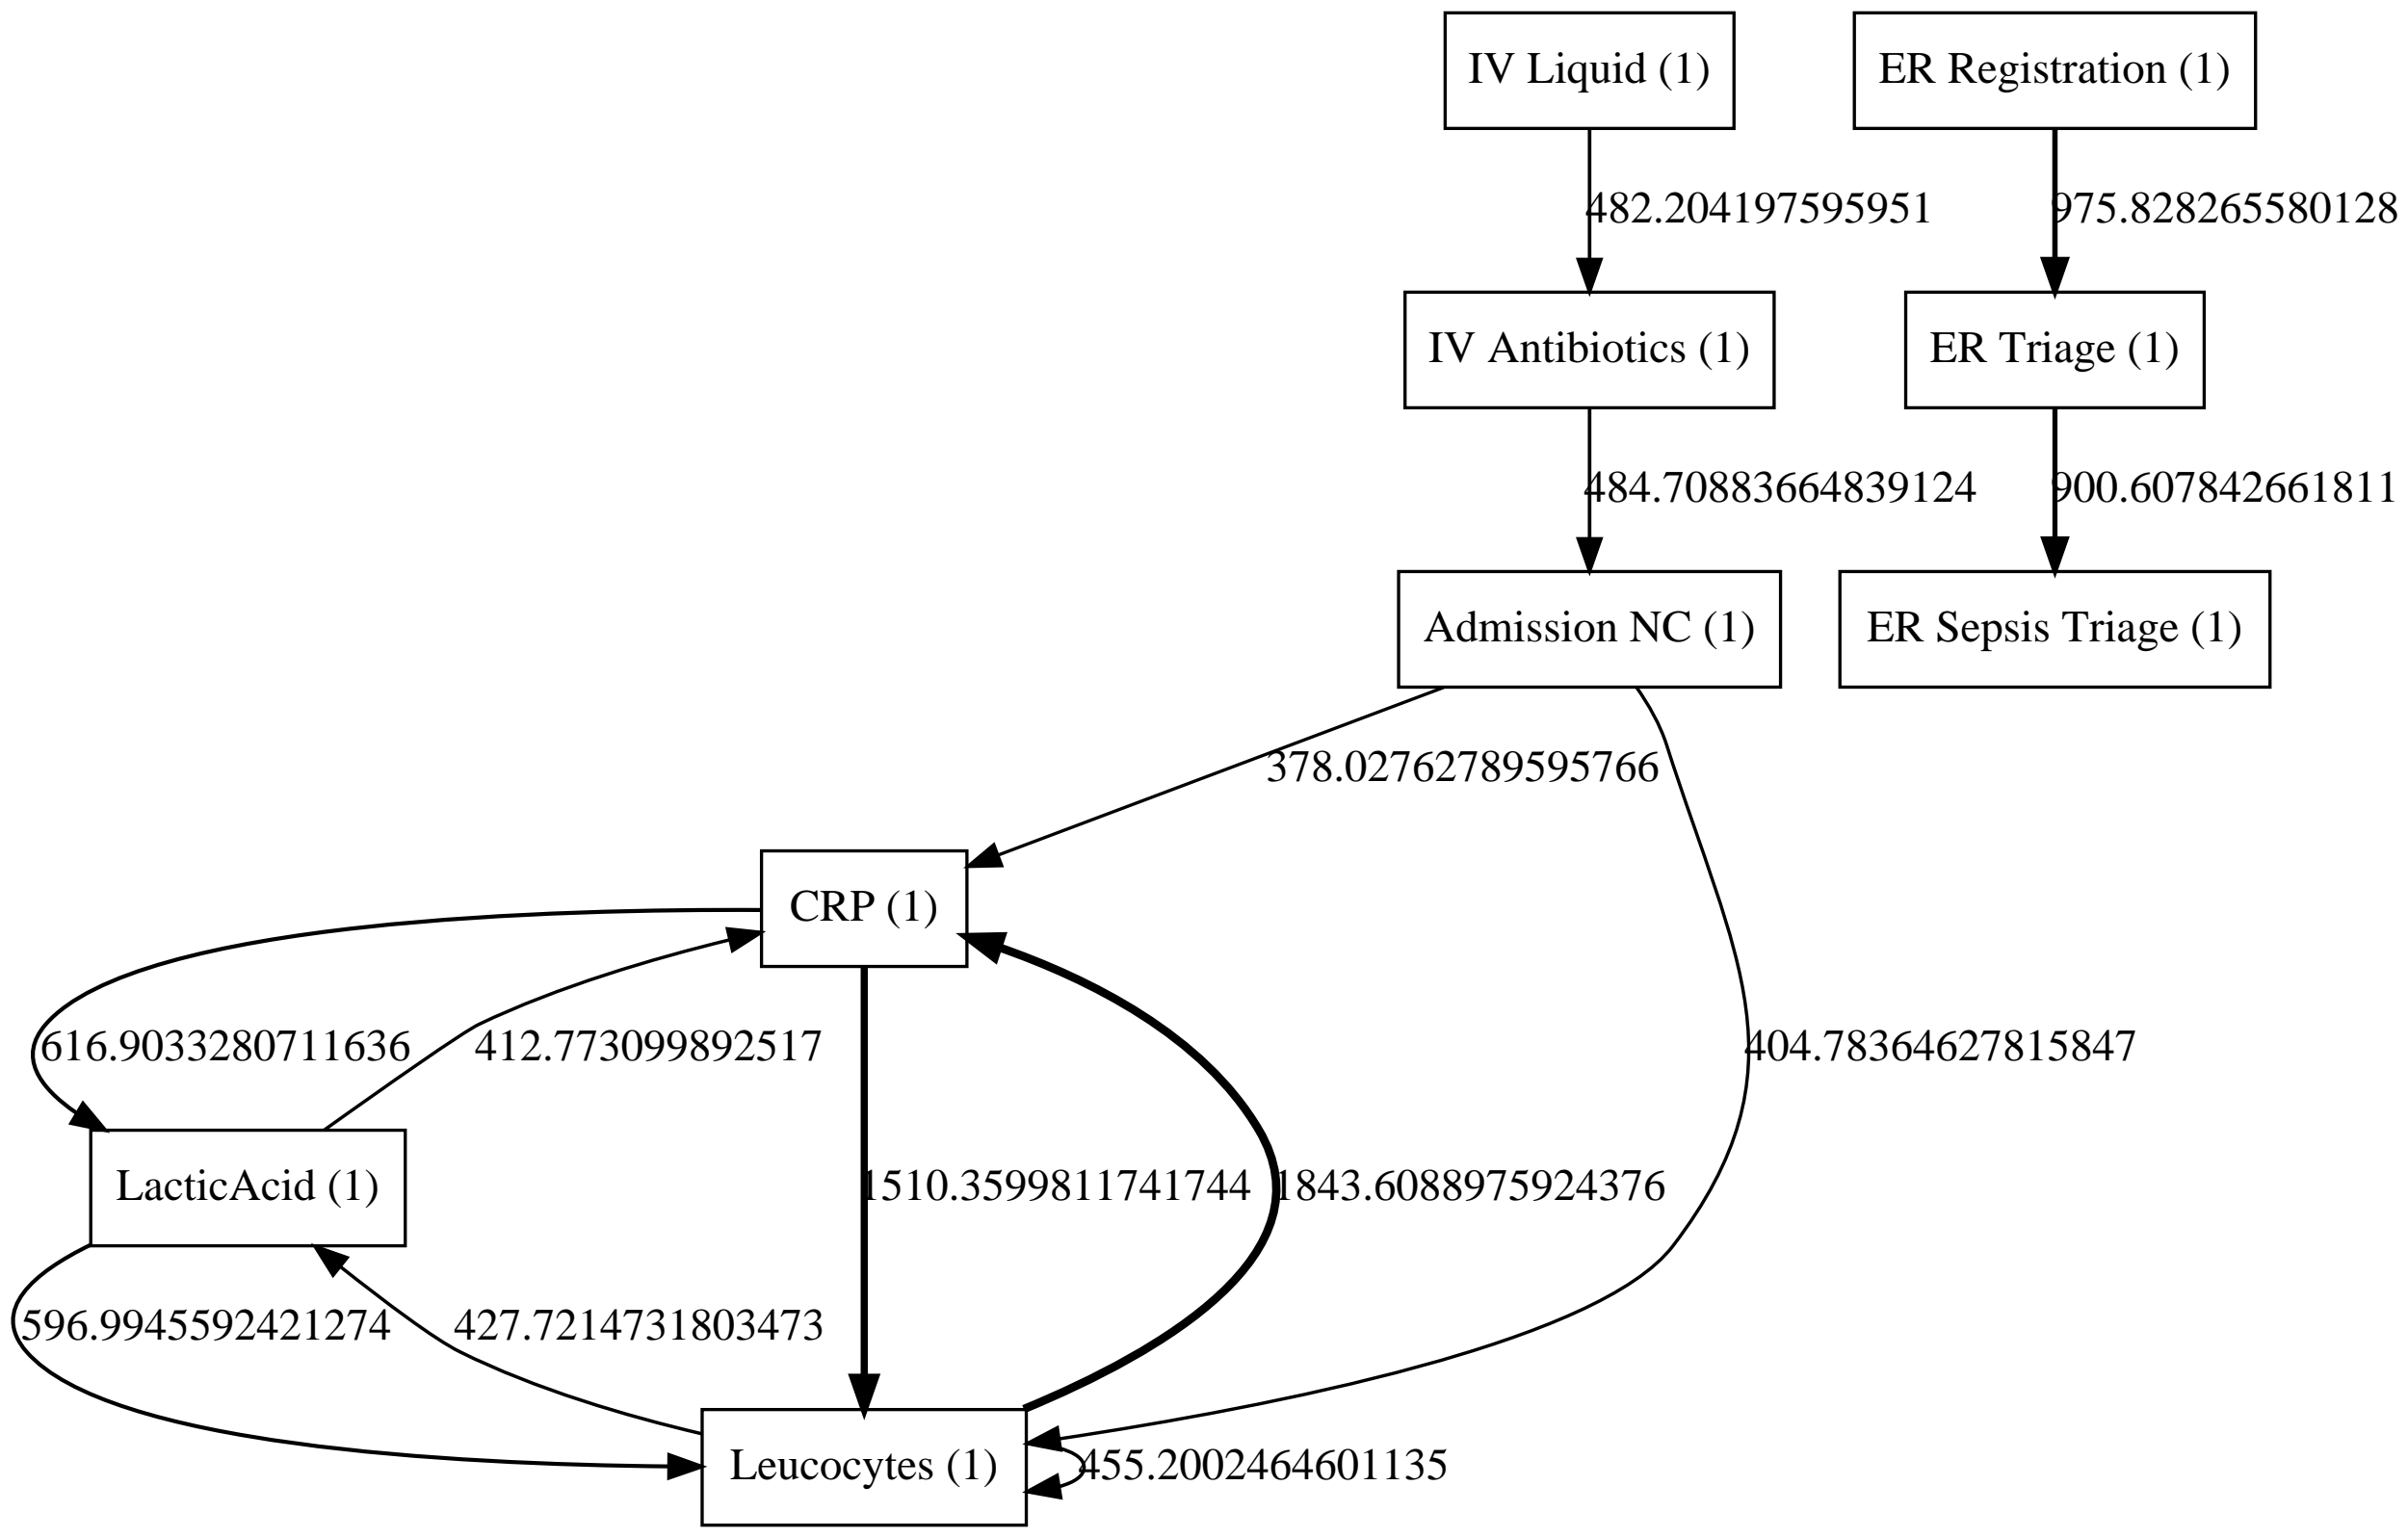 IV Liquid (1)
ER Registration (1)
482.204197595951
975.828265580128
IV Antibiotics (1)
ER Triage (1)
484.70883664839124
900.607842661811
Admission NC (1)
ER Sepsis Triage (1)
378.02762789595766
CRP (1)
616.9033280711636
412.773099892517
404.78364627815847
LacticAcid (1)
1510.3599811741744
1843.6088975924376
596.9945592421274
427.7214731803473
Leucocytes (1)
455.2002464601135